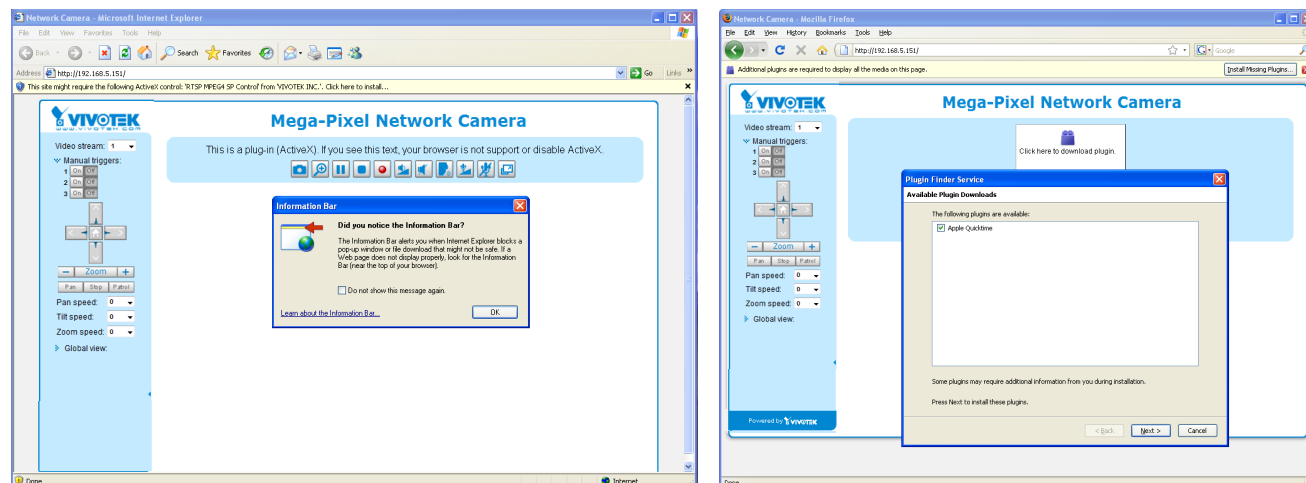 Network Camera - Microsoft Internet Explorer
File Edit View Favorites Tools Help
Back Search Favorites
Address http://192.168.5.151/ Go Links »
This site might require the following ActiveX control: 'RTSP MPEG4 SP Control' from 'VIVOTEK INC.'. Click here to install...
VIVOTEK
www.vivotek.com
Mega-Pixel Network Camera
Video stream: 1
This is a plug-in (ActiveX). If you see this text, your browser is not support or disable ActiveX.
Manual triggers:
1 On Off
2 On Off
3 On Off
Zoom
Pan Stop Patrol
Pan speed: 0
Tilt speed: 0
Zoom speed: 0
Global view:
Information Bar
Did you notice the Information Bar?
The Information Bar alerts you when Internet Explorer blocks a
pop-up window or file download that might not be safe. If a
Web page does not display properly, look for the Information
Bar (near the top of your browser).
Do not show this message again.
Learn about the Information Bar...
OK
Done Internet
Network Camera - Mozilla Firefox
File Edit View History Bookmarks Tools Help
http://192.168.5.151/ Google
Additional plugins are required to display all the media on this page. Install Missing Plugins...
VIVOTEK
www.vivotek.com
Mega-Pixel Network Camera
Video stream: 1
Manual triggers:
1 On Off
2 On Off
3 On Off
Click here to download plugin.
Zoom
Pan Stop Patrol
Pan speed: 0
Tilt speed: 0
Zoom speed: 0
Global view:
Powered by VIVOTEK
Plugin Finder Service
Available Plugin Downloads
The following plugins are available:
Apple Quicktime
Some plugins may require additional information from you during installation.
Press Next to install these plugins.
< Back Next > Cancel
Done